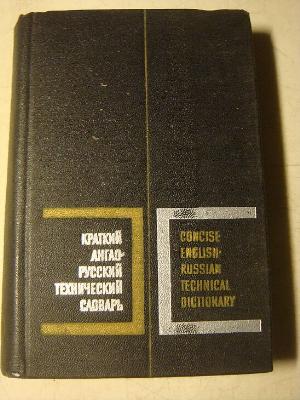 КРАТКИЙ
АНГЛО-
РУССКИЙ
ТЕХНИЧЕСКИЙ
СЛОВАРЬ
CONCISE
ENGLISH-
RUSSIAN
TECHNICAL
DICTIONARY